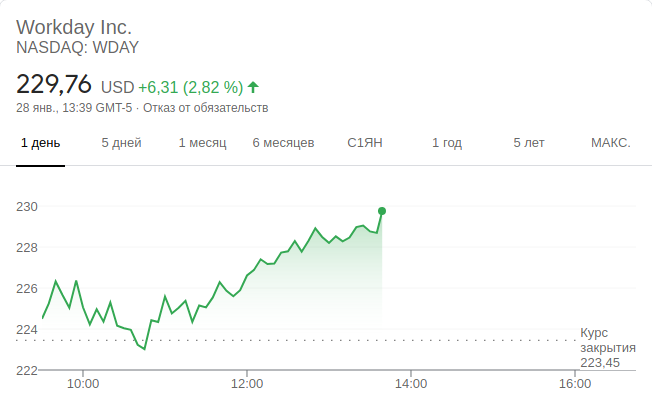 Workday Inc.
NASDAQ: WDAY
229,76 USD +6,31 (2,82 %)
28 янв., 13:39 GMT-5 · Отказ от обязательств
1 день 5 дней 1 месяц 6 месяцев С1ЯН 1 год 5 лет МАКС.
230
228
226
224
Курс
закрытия
223,45
222
10:00 12:00 14:00 16:00